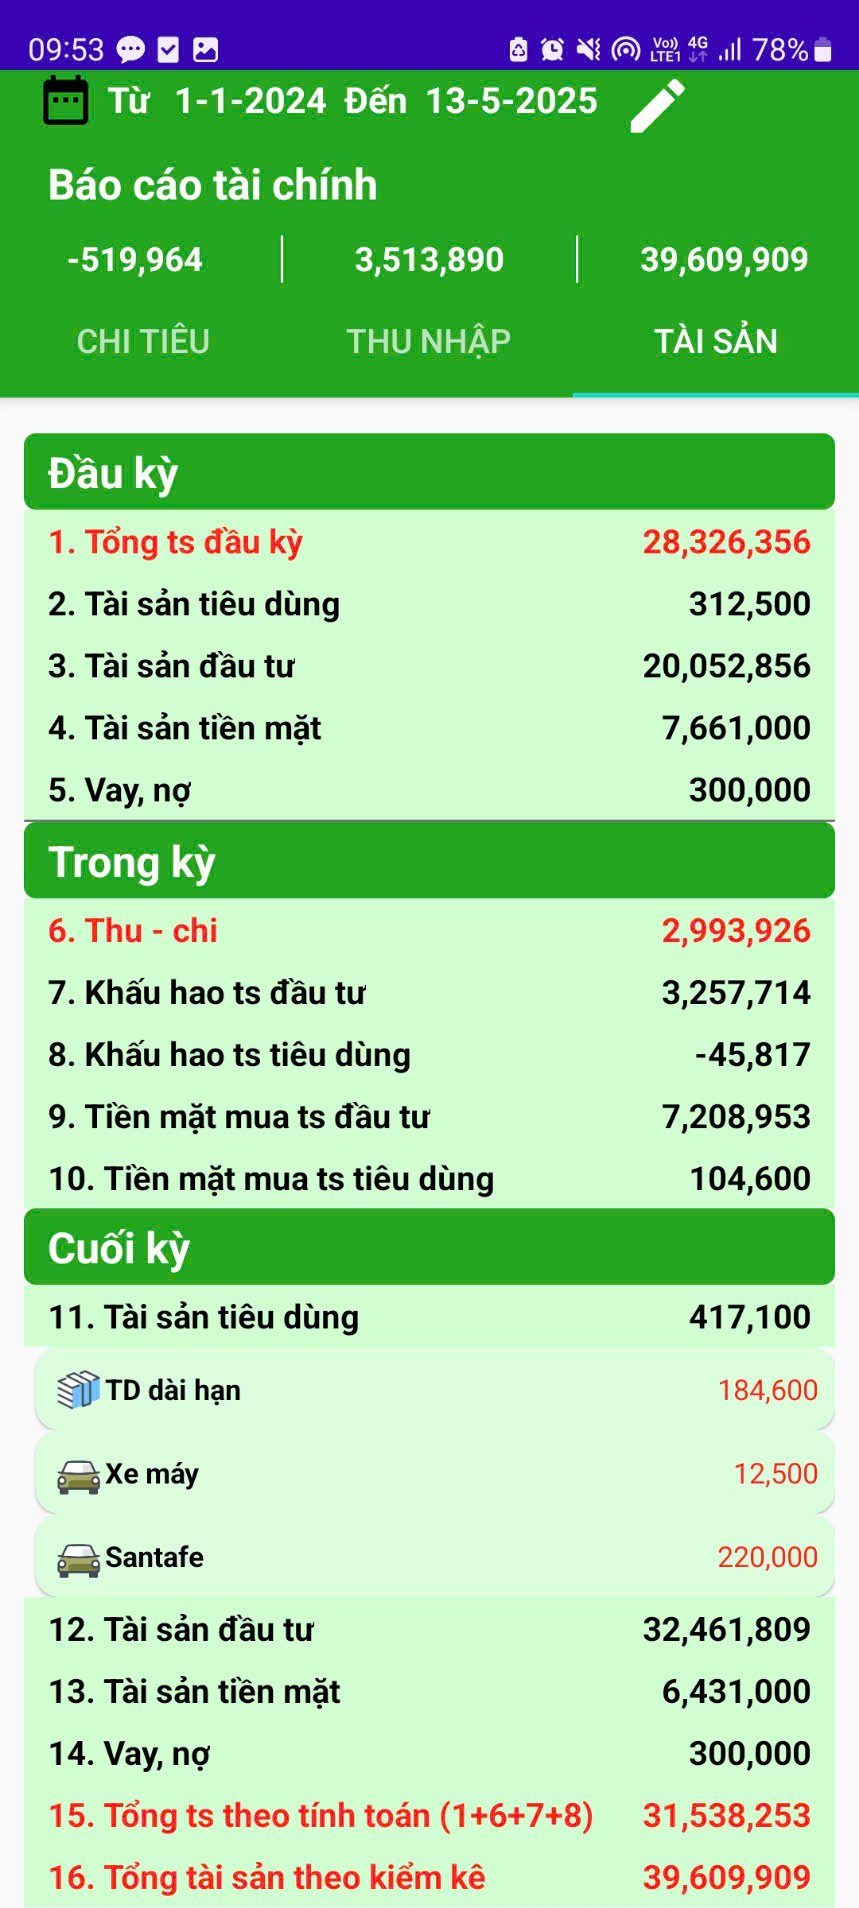 09:53 Vo)) LTE1 4G 78%
Từ 1-1-2024 Đến 13-5-2025
Báo cáo tài chính
-519,964 3,513,890 39,609,909
CHI TIÊU THU NHẬP TÀI SẢN
Đầu kỳ
1. Tổng ts đầu kỳ 28,326,356
2. Tài sản tiêu dùng 312,500
3. Tài sản đầu tư 20,052,856
4. Tài sản tiền mặt 7,661,000
5. Vay, nợ 300,000
Trong kỳ
6. Thu - chi 2,993,926
7. Khấu hao ts đầu tư 3,257,714
8. Khấu hao ts tiêu dùng -45,817
9. Tiền mặt mua ts đầu tư 7,208,953
10. Tiền mặt mua ts tiêu dùng 104,600
Cuối kỳ
11. Tài sản tiêu dùng 417,100
TD dài hạn 184,600
Xe máy 12,500
Santafe 220,000
12. Tài sản đầu tư 32,461,809
13. Tài sản tiền mặt 6,431,000
14. Vay, nợ 300,000
15. Tổng ts theo tính toán (1+6+7+8) 31,538,253
16. Tổng tài sản theo kiểm kê 39,609,909